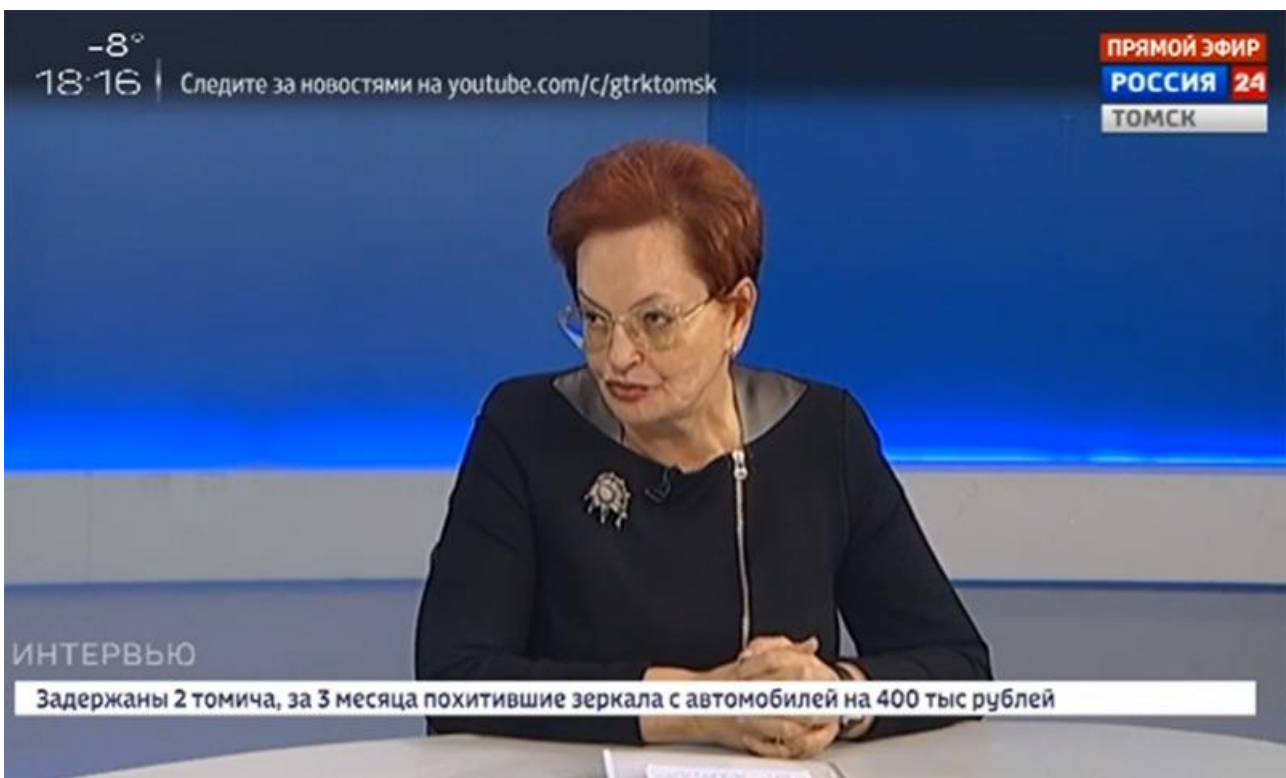 -8°
18:16 Следите за новостями на youtube.com/c/gtrktomsk
ПРЯМОЙ ЭФИР
РОССИЯ 24
ТОМСК
ИНТЕРВЬЮ
Задержаны 2 томича, за 3 месяца похитившие зеркала с автомобилей на 400 тыс рублей